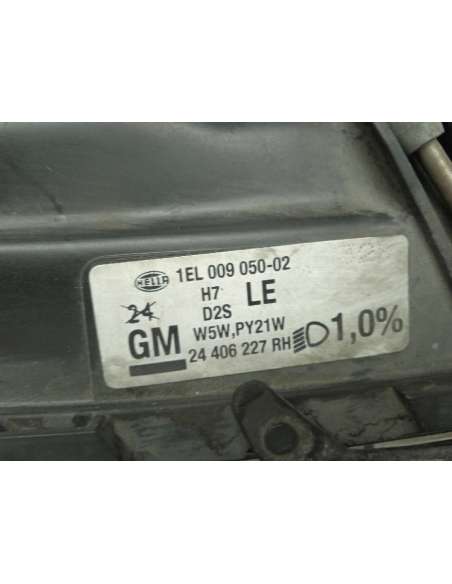 HELLA
1EL 009 050-02
H7
LE
24
D2S
GM
W5W,PY21W
24 406 227 RH
1,0%